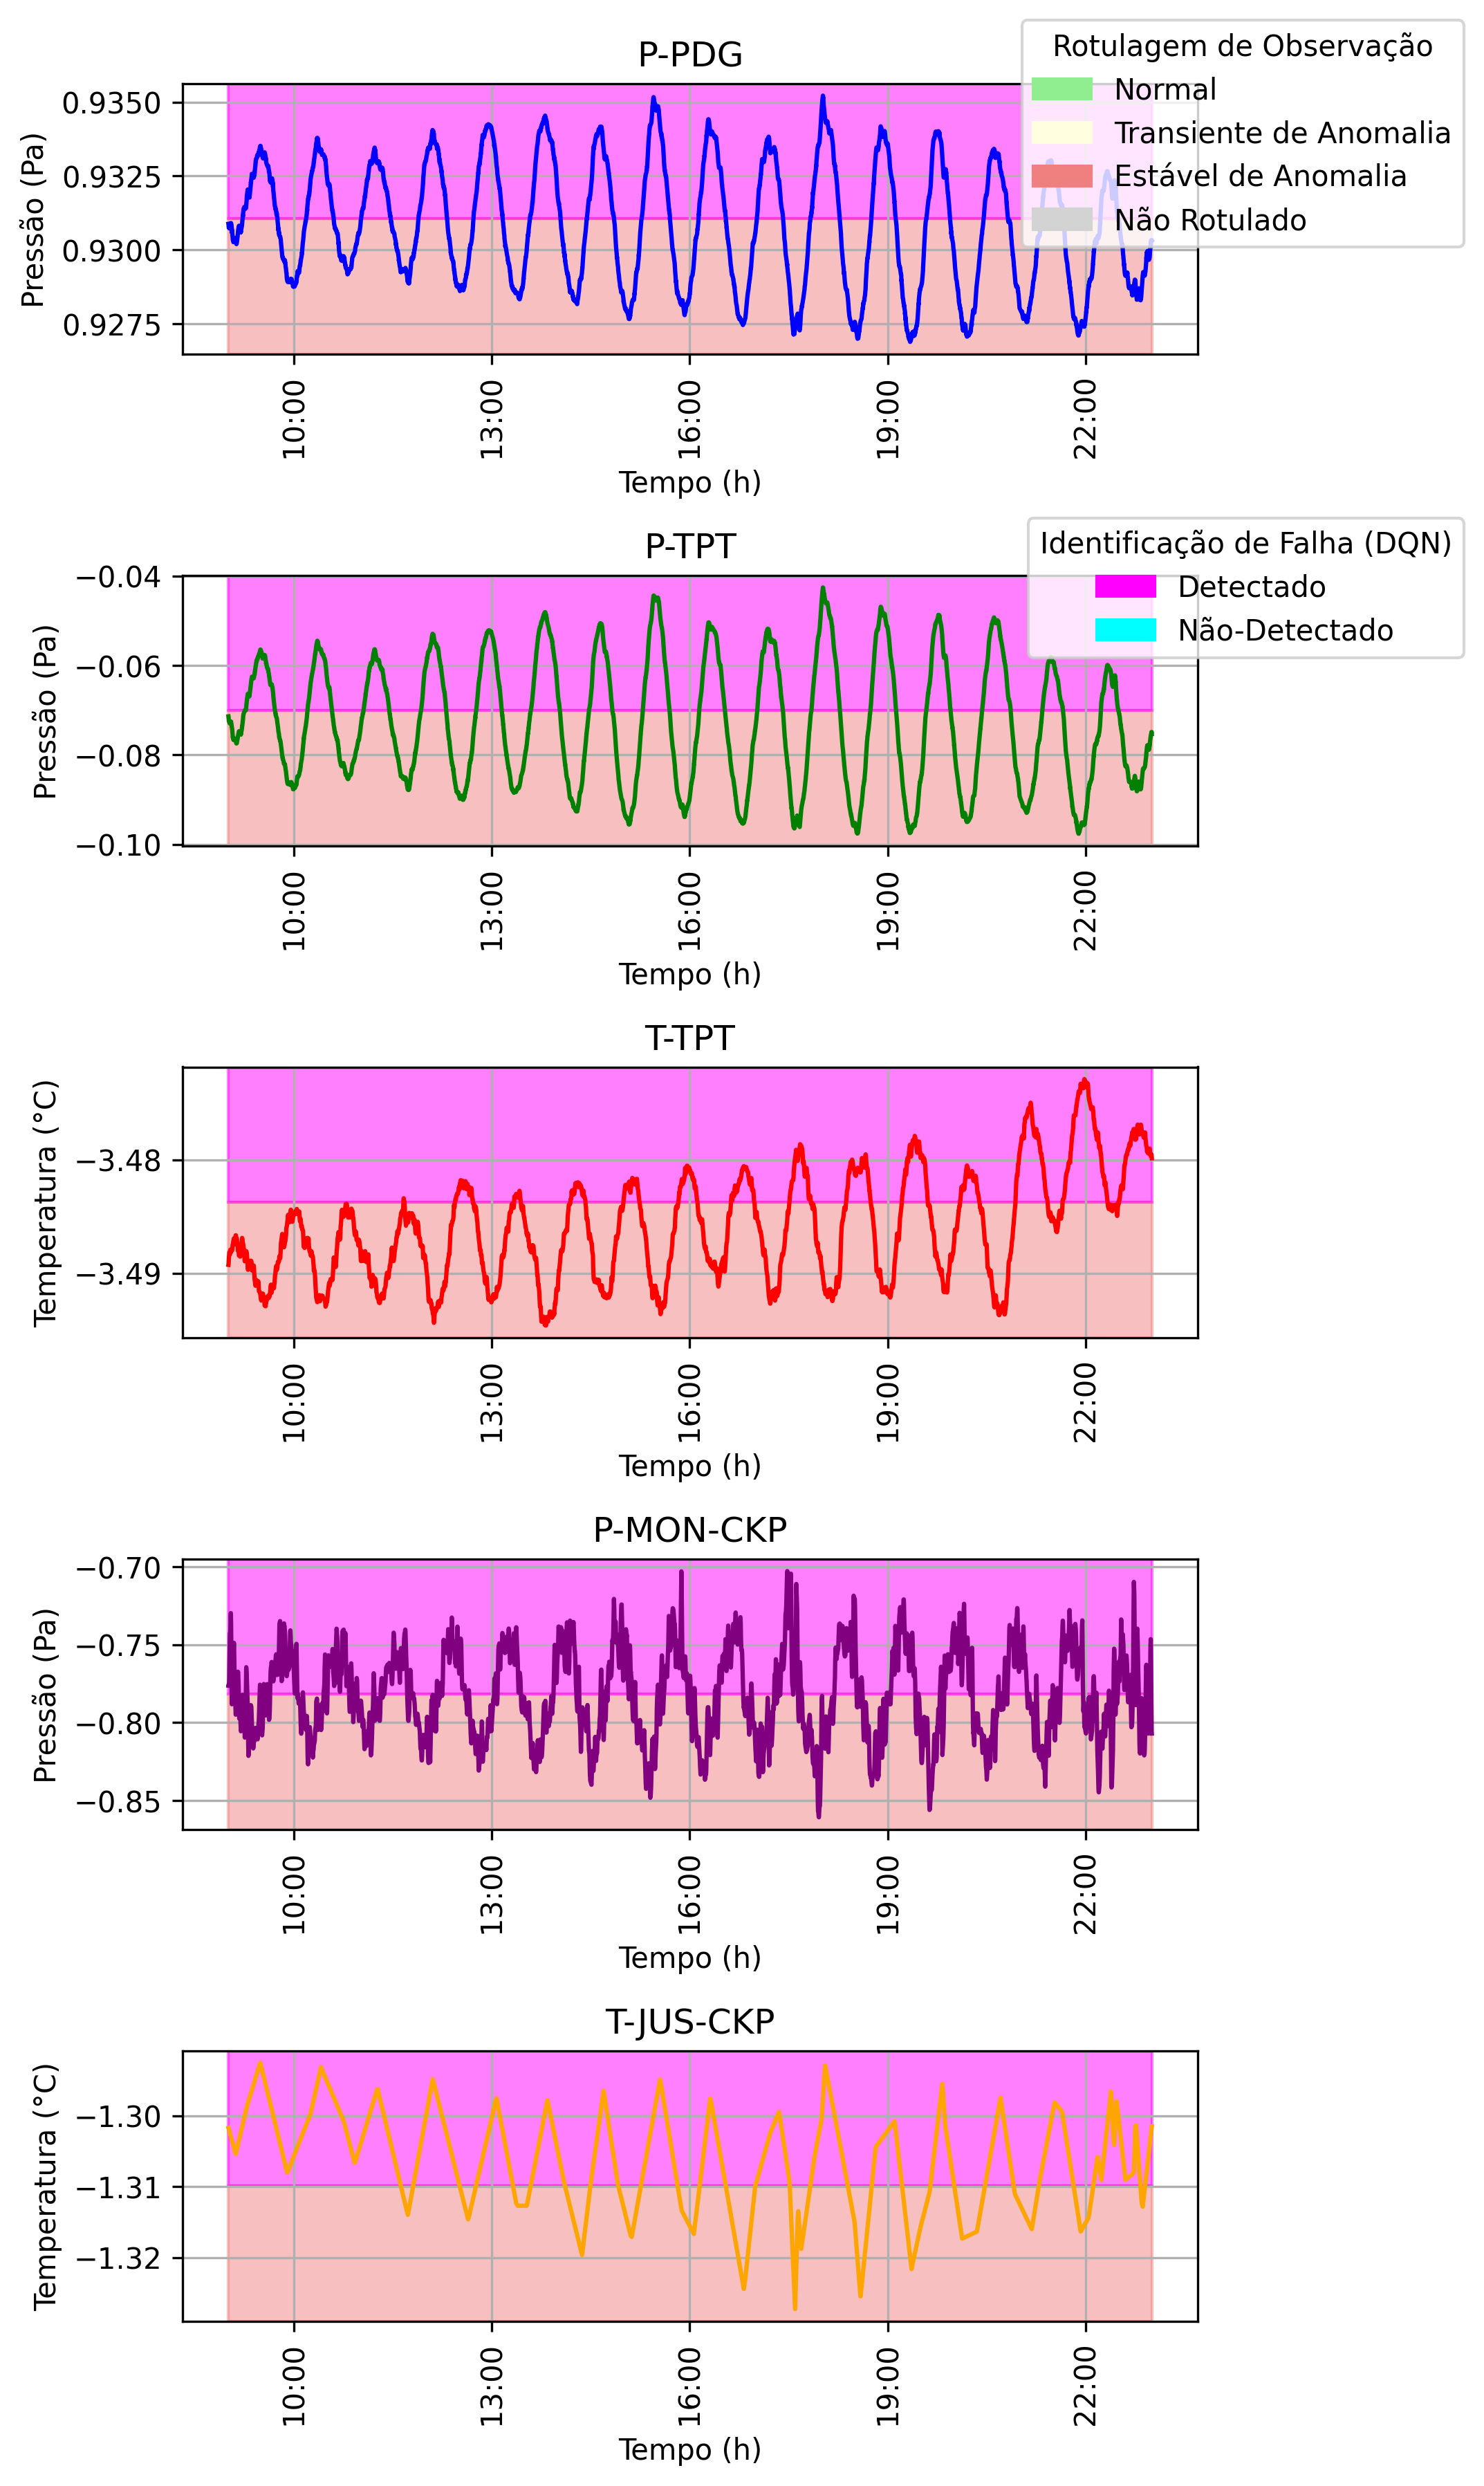 P-PDG
Rotulagem de Observação
Normal
Transiente de Anomalia
Estável de Anomalia
Não Rotulado
Pressão (Pa)
0.9350
0.9325
0.9300
0.9275
10:00
13:00
16:00
19:00
22:00
Tempo (h)
P-TPT
Identificação de Falha (DQN)
Detectado
Não-Detectado
Pressão (Pa)
−0.04
−0.06
−0.08
−0.10
10:00
13:00
16:00
19:00
22:00
Tempo (h)
T-TPT
Temperatura (°C)
−3.48
−3.49
10:00
13:00
16:00
19:00
22:00
Tempo (h)
P-MON-CKP
Pressão (Pa)
−0.70
−0.75
−0.80
−0.85
10:00
13:00
16:00
19:00
22:00
Tempo (h)
T-JUS-CKP
Temperatura (°C)
−1.30
−1.31
−1.32
10:00
13:00
16:00
19:00
22:00
Tempo (h)